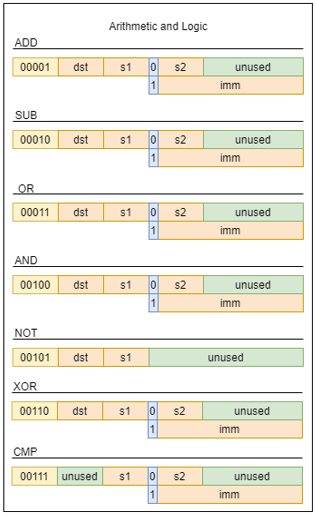 Arithmetic and Logic
ADD
00001 dst s1 0 s2 unused
1 imm
SUB
00010 dst s1 0 s2 unused
1 imm
OR
00011 dst s1 0 s2 unused
1 imm
AND
00100 dst s1 0 s2 unused
1 imm
NOT
00101 dst s1 unused
XOR
00110 dst s1 0 s2 unused
1 imm
CMP
00111 unused s1 0 s2 unused
1 imm